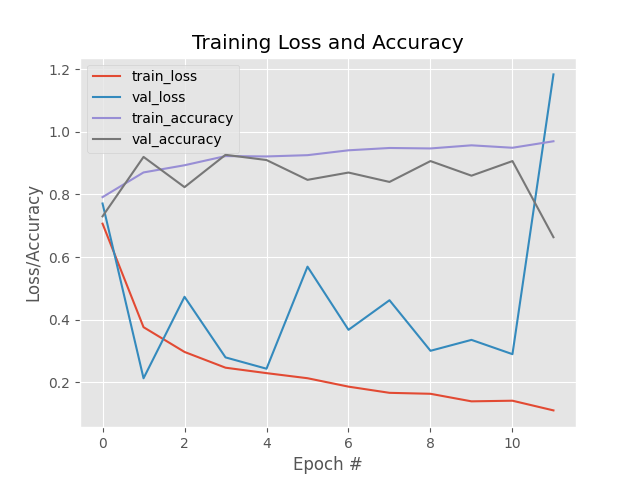 Training Loss and Accuracy
train_loss
val_loss
train_accuracy
val_accuracy
Loss/Accuracy
1.2
1.0
0.8
0.6
0.4
0.2
0 2 4 6 8 10
Epoch #